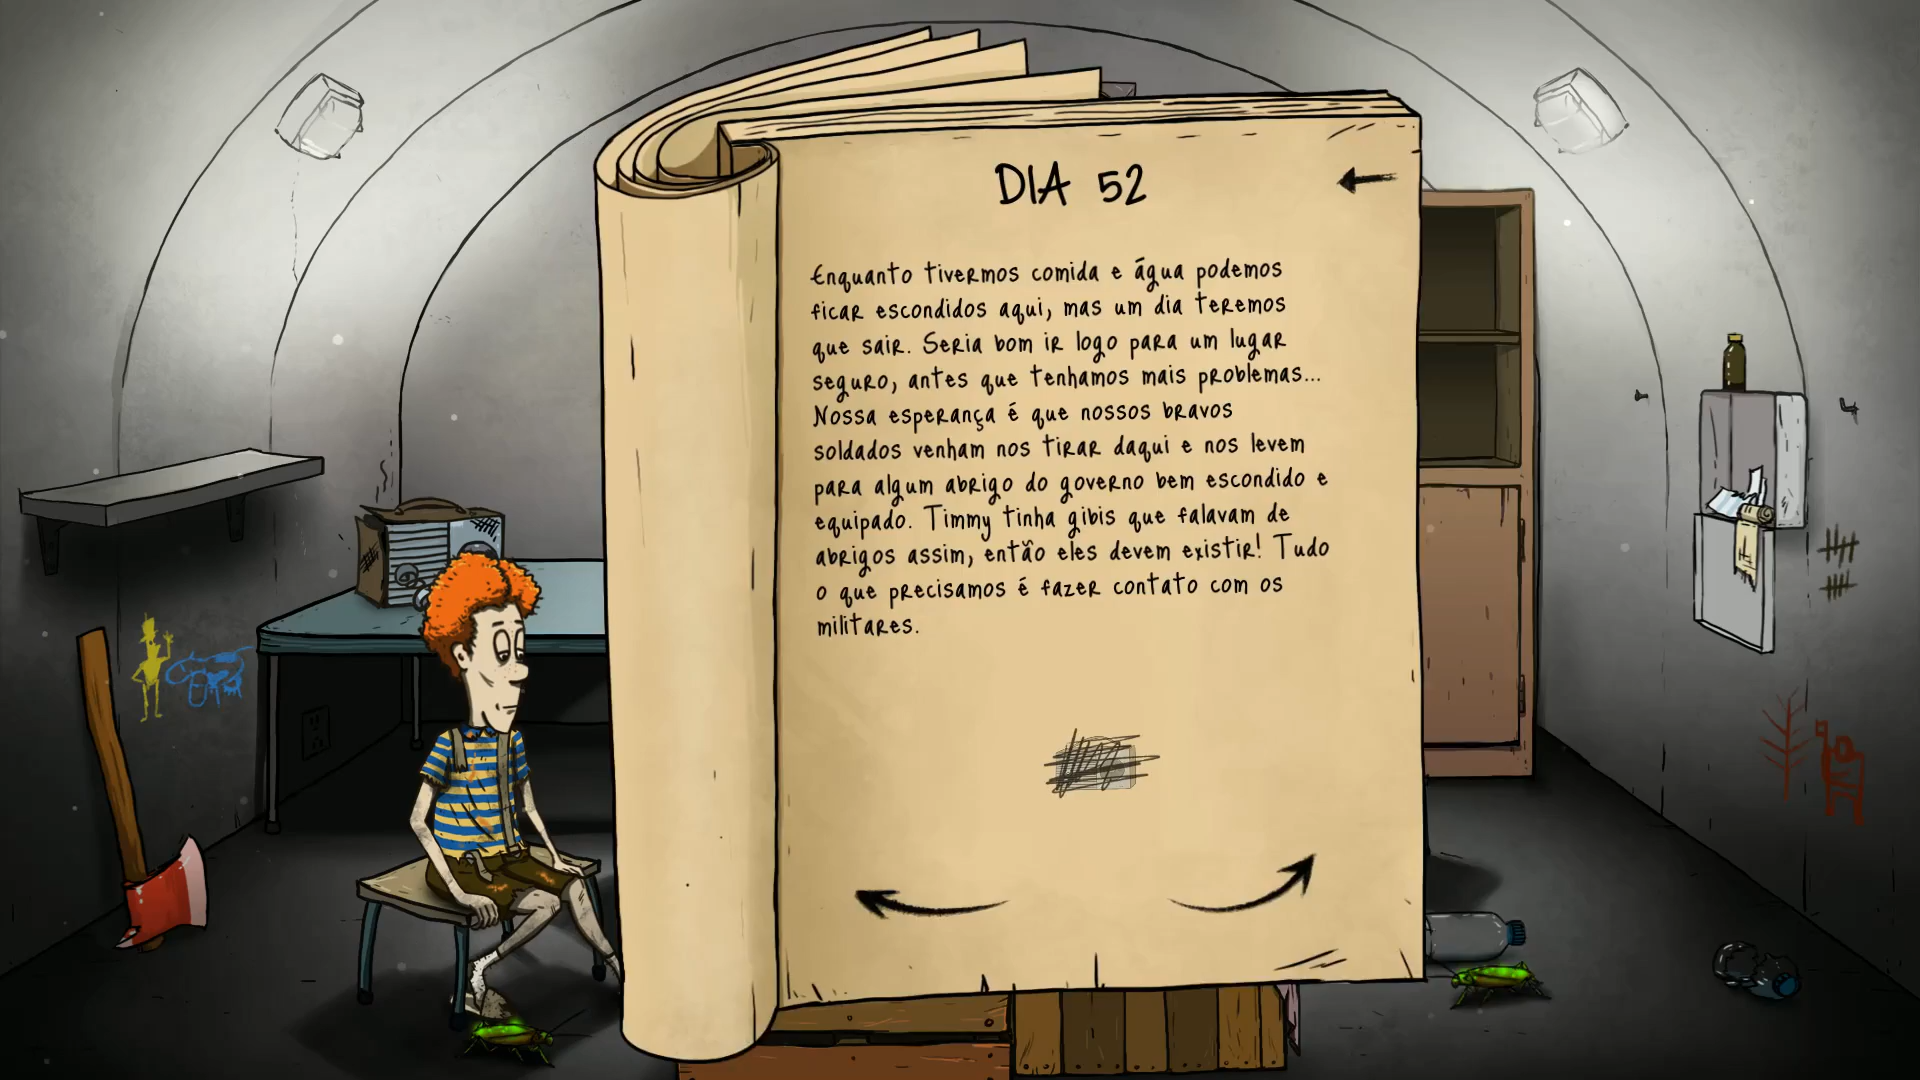 DIA 52
Enquanto tivermos comida e água podemos
ficar escondidos aqui, mas um dia teremos
que sair. Seria bom ir logo para um lugar
seguro, antes que tenhamos mais problemas...
Nossa esperança é que nossos bravos
soldados venham nos tirar daqui e nos levem
para algum abrigo do governo bem escondido e
equipado. Timmy tinha gibis que falavam de
abrigos assim, então eles devem existir! Tudo
o que precisamos é fazer contato com os
militares.